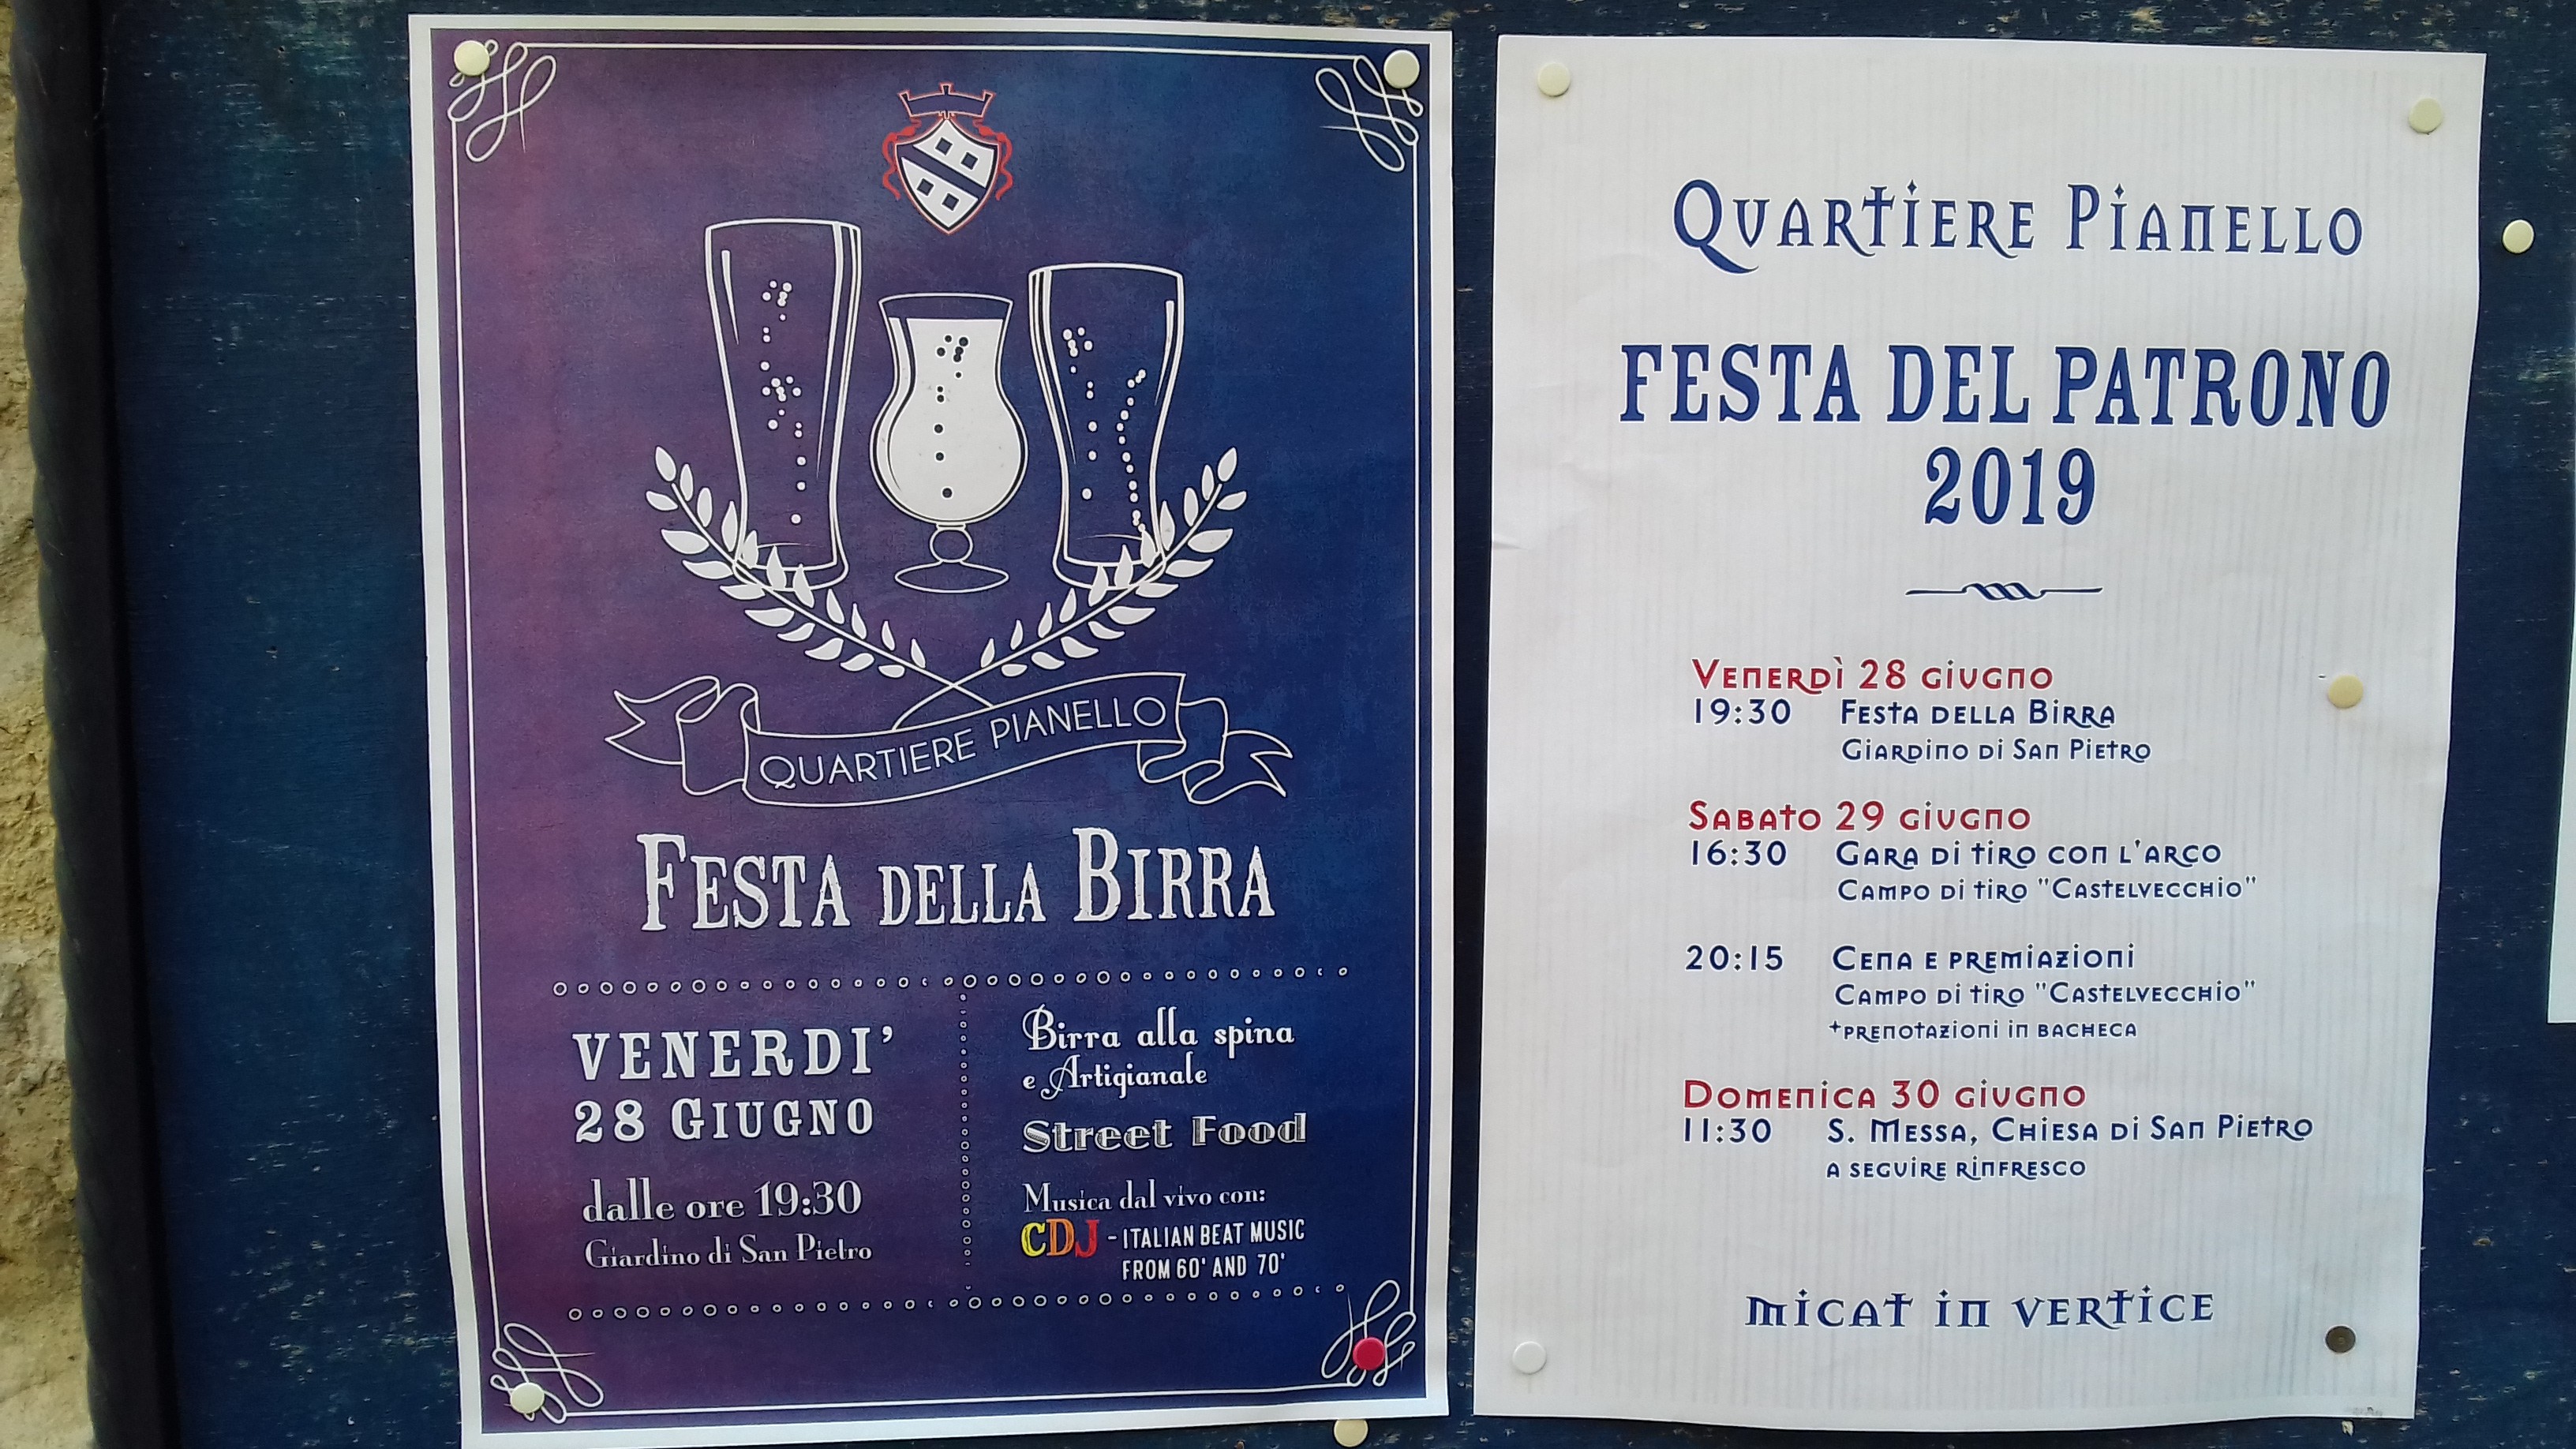 QUARTIERE PIANELLO
FESTA DELLA BIRRA
VENERDI'
28 GIUGNO
dalle ore 19:30
Giardino di San Pietro
Birra alla spina
e Artigianale
Street Food
Musica dal vivo con:
CDJ - ITALIAN BEAT MUSIC
FROM 60' AND 70'
QUARTIERE PIANELLO
FESTA DEL PATRONO
2019
VENERDÌ 28 GIUGNO
19:30 FESTA DELLA BIRRA
GIARDINO DI SAN PIETRO
SABATO 29 GIUGNO
16:30 GARA DI TIRO CON L'ARCO
CAMPO DI TIRO "CASTELVECCHIO"
20:15 CENA E PREMIAZIONI
CAMPO DI TIRO "CASTELVECCHIO"
+PRENOTAZIONI IN BACHECA
DOMENICA 30 GIUGNO
11:30 S. MESSA, CHIESA DI SAN PIETRO
A SEGUIRE RINFRESCO
MICAT IN VERTICE